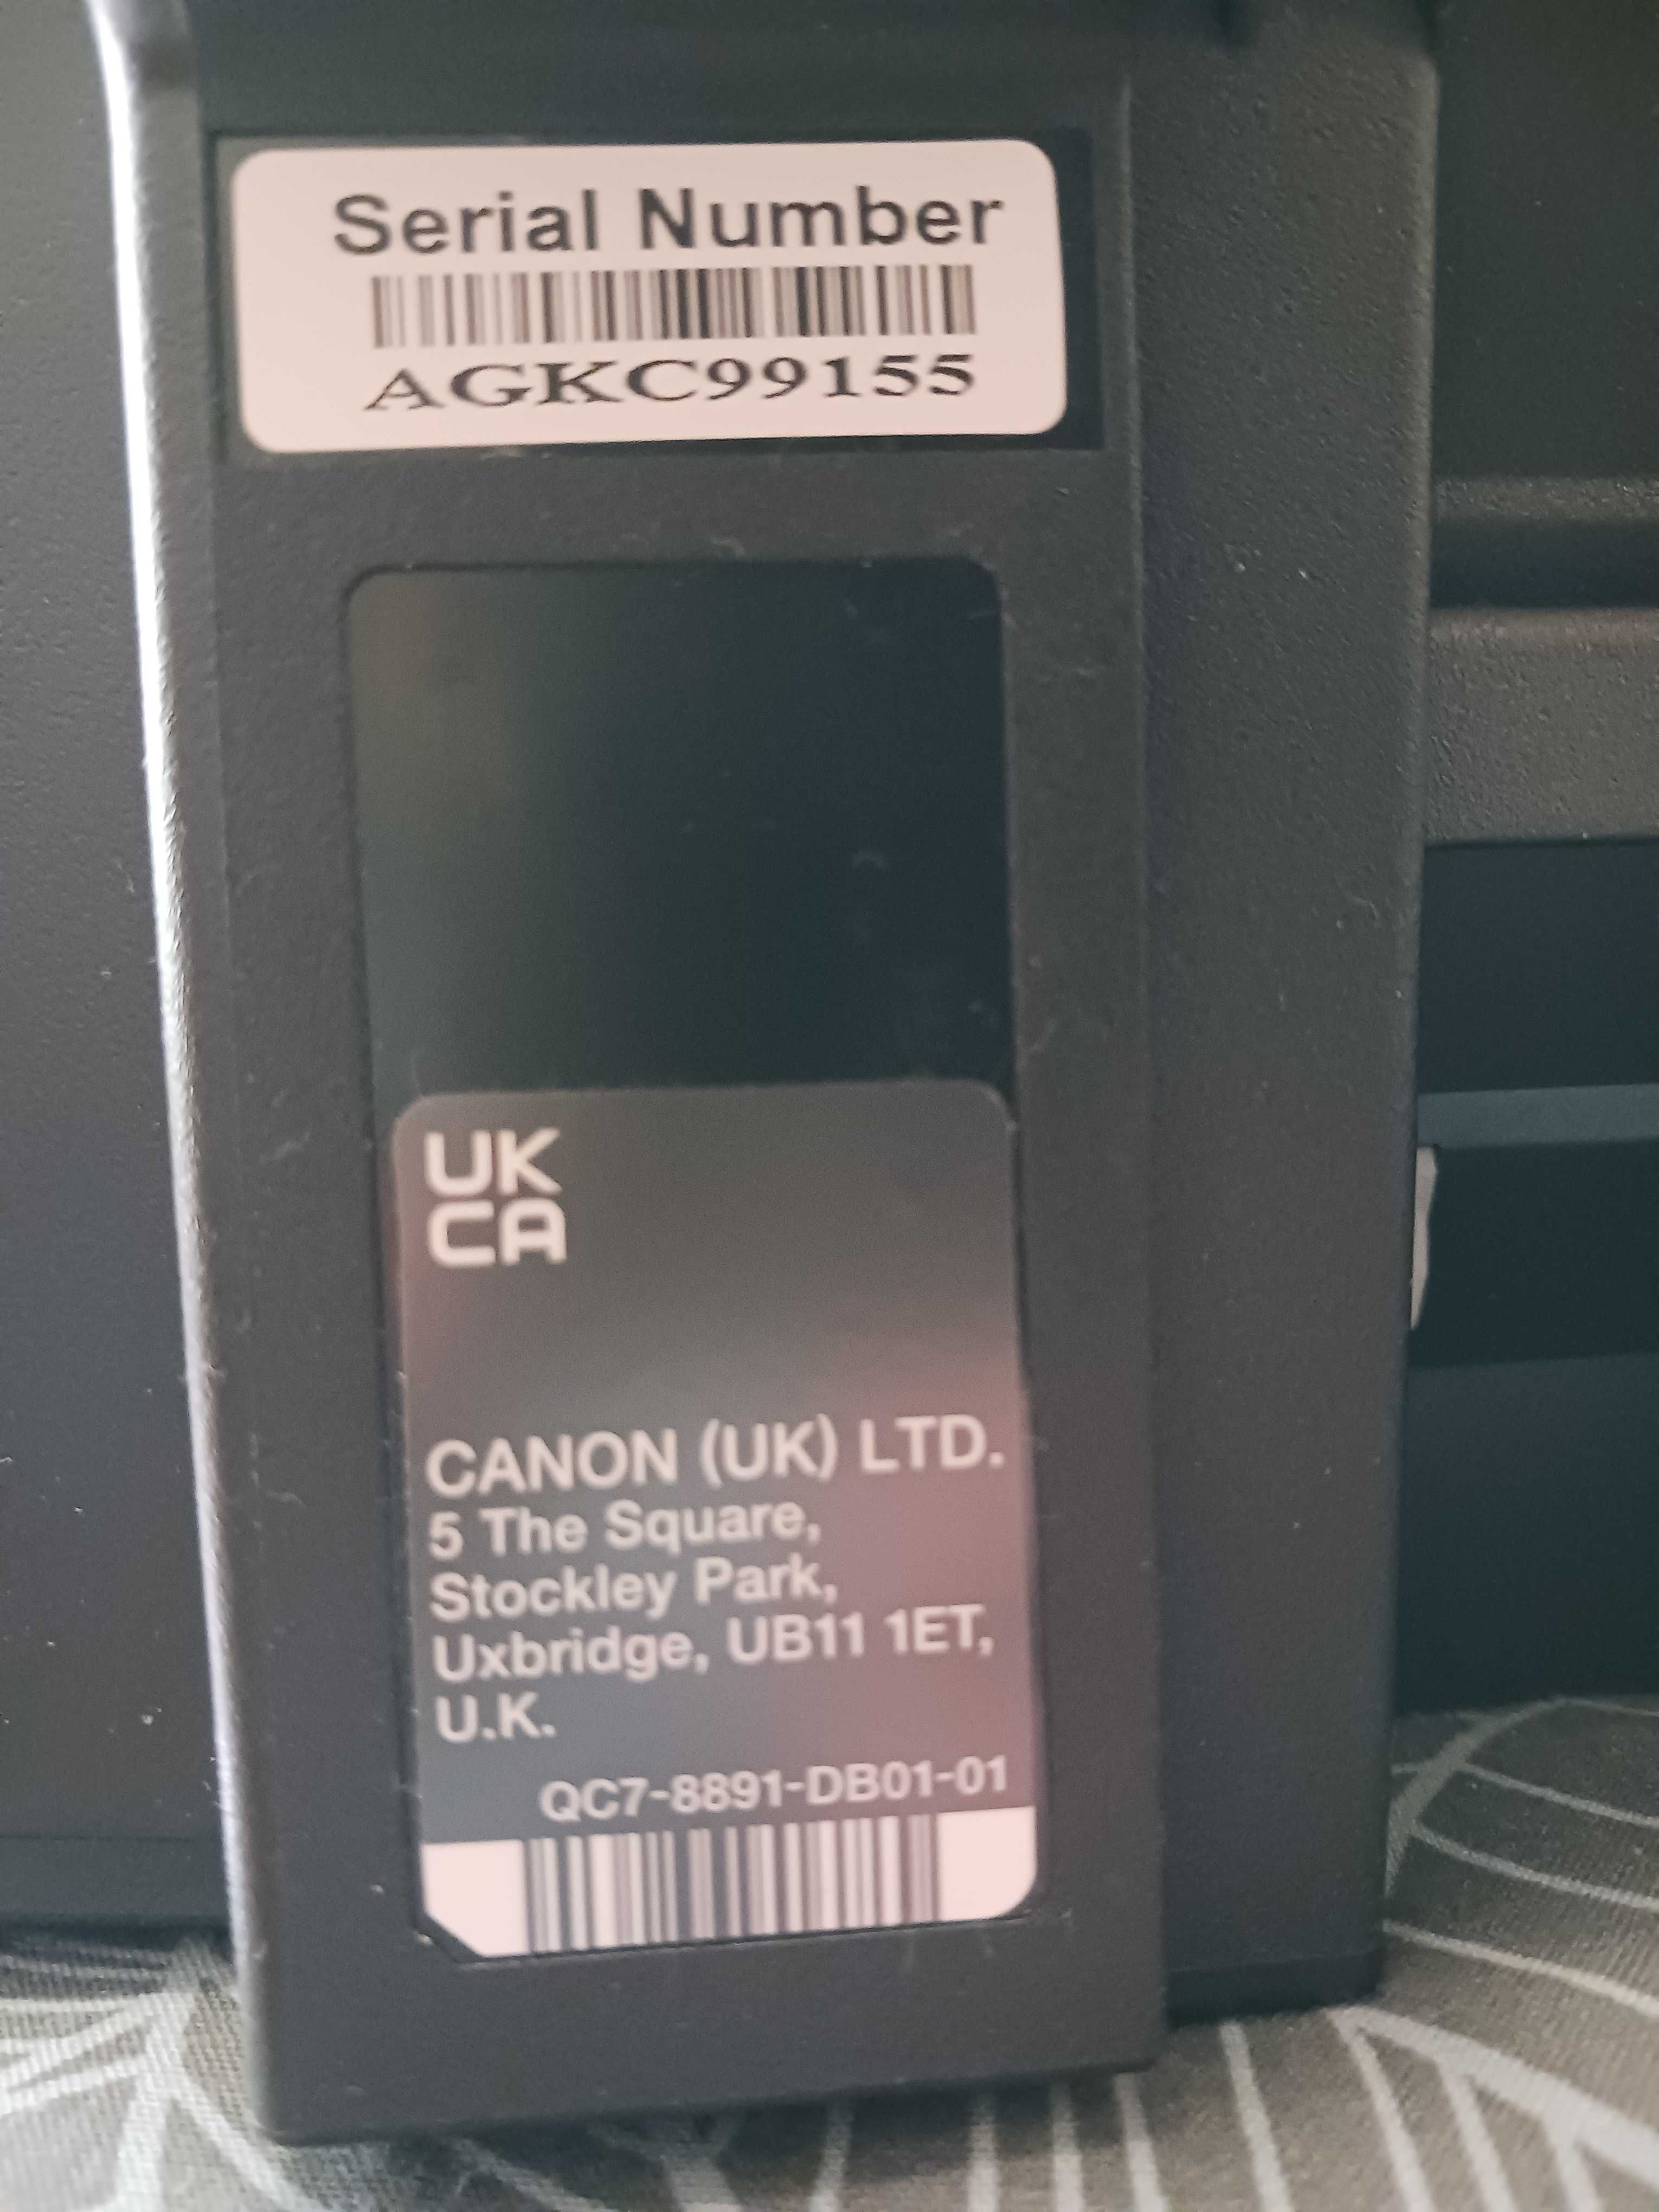 Serial Number
AGKC99155
UK
CA
CANON (UK) LTD.
5 The Square,
Stockley Park,
Uxbridge, UB11 1ET,
U.K.
QC7-8891-DB01-01